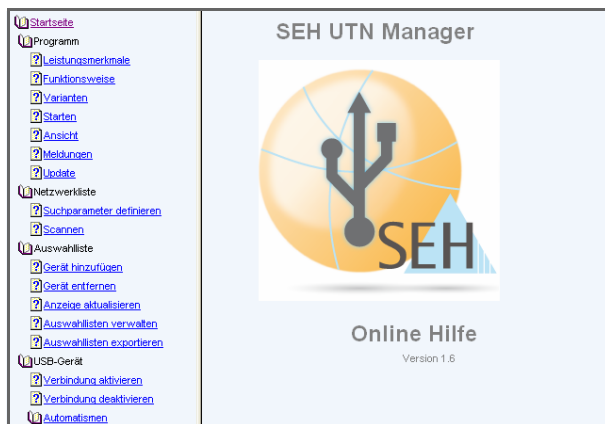 Startseite
Programm
Leistungsmerkmale
Funktionsweise
Varianten
Starten
Ansicht
Meldungen
Update
Netzwerkliste
Suchparameter definieren
Scannen
Auswahlliste
Gerät hinzufügen
Gerät entfernen
Anzeige aktualisieren
Auswahllisten verwalten
Auswahllisten exportieren
USB-Gerät
Verbindung aktivieren
Verbindung deaktivieren
Automatismen
SEH UTN Manager
SEH
Online Hilfe
Version 1.6